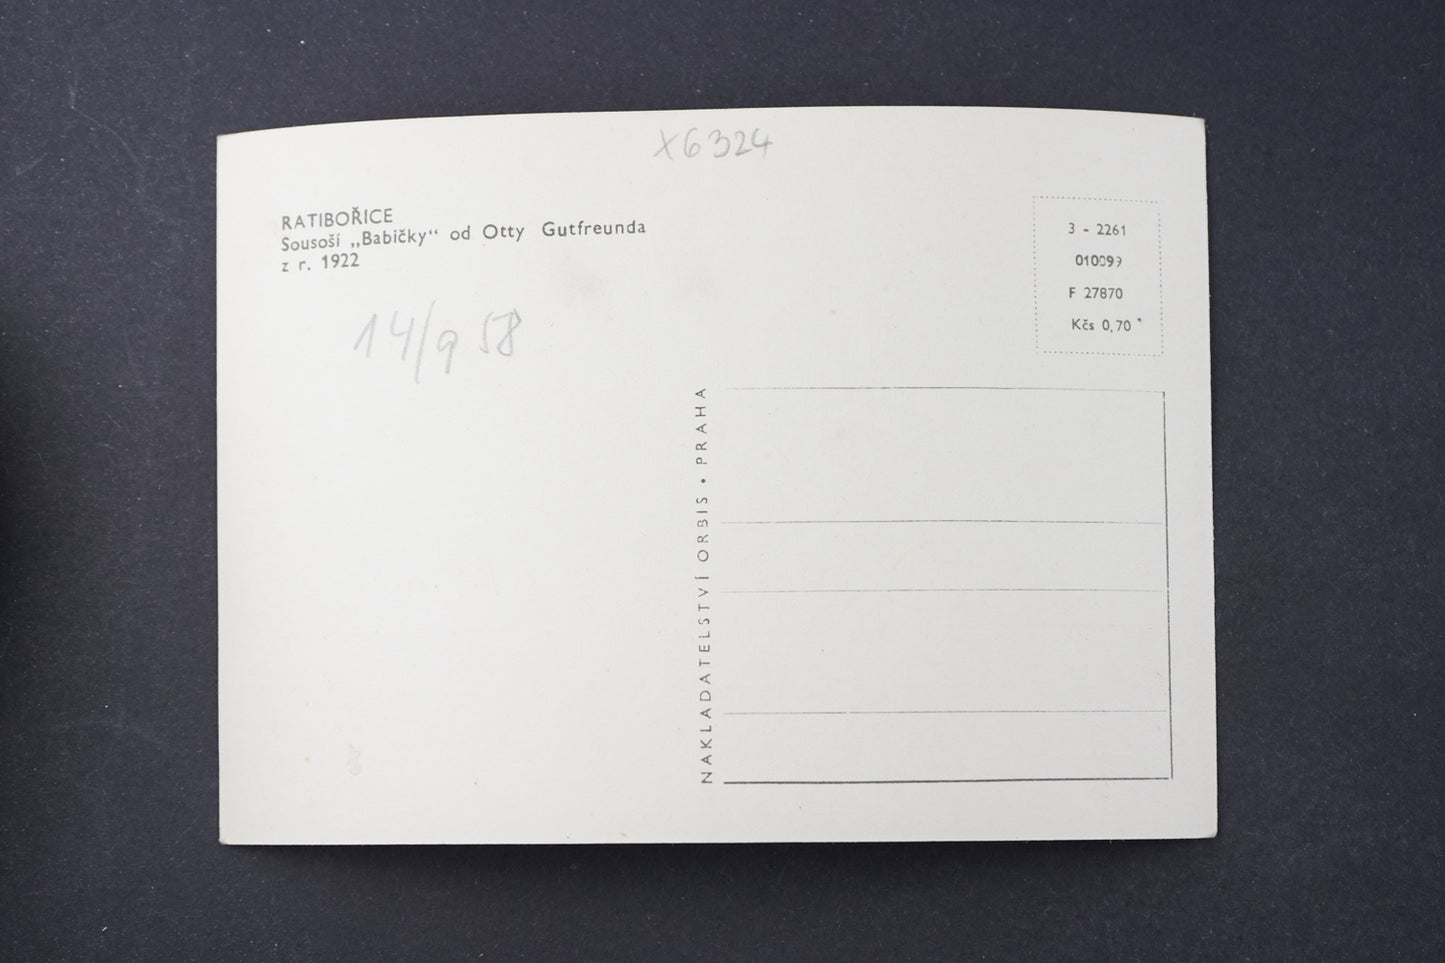 X6324
RATIBOŘICE
Sousoší „Babičky“ od Otty Gutfreunda
z r. 1922
14/9 58
3 - 2261
010099
F 27870
Kčs 0,70
NAKLADATELSTVÍ ORBIS • PRAHA